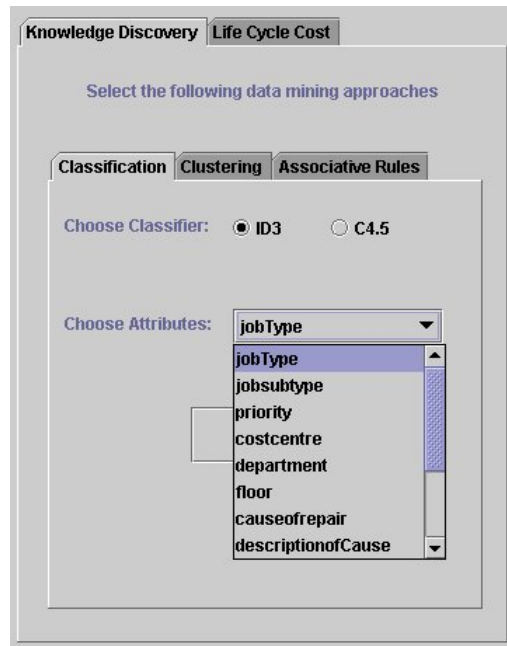 Knowledge Discovery Life Cycle Cost
Select the following data mining approaches
Classification Clustering Associative Rules
Choose Classifier: ID3 C4.5
Choose Attributes: jobType
jobType
jobsubtype
priority
costcentre
department
floor
causeofrepair
descriptionofCause